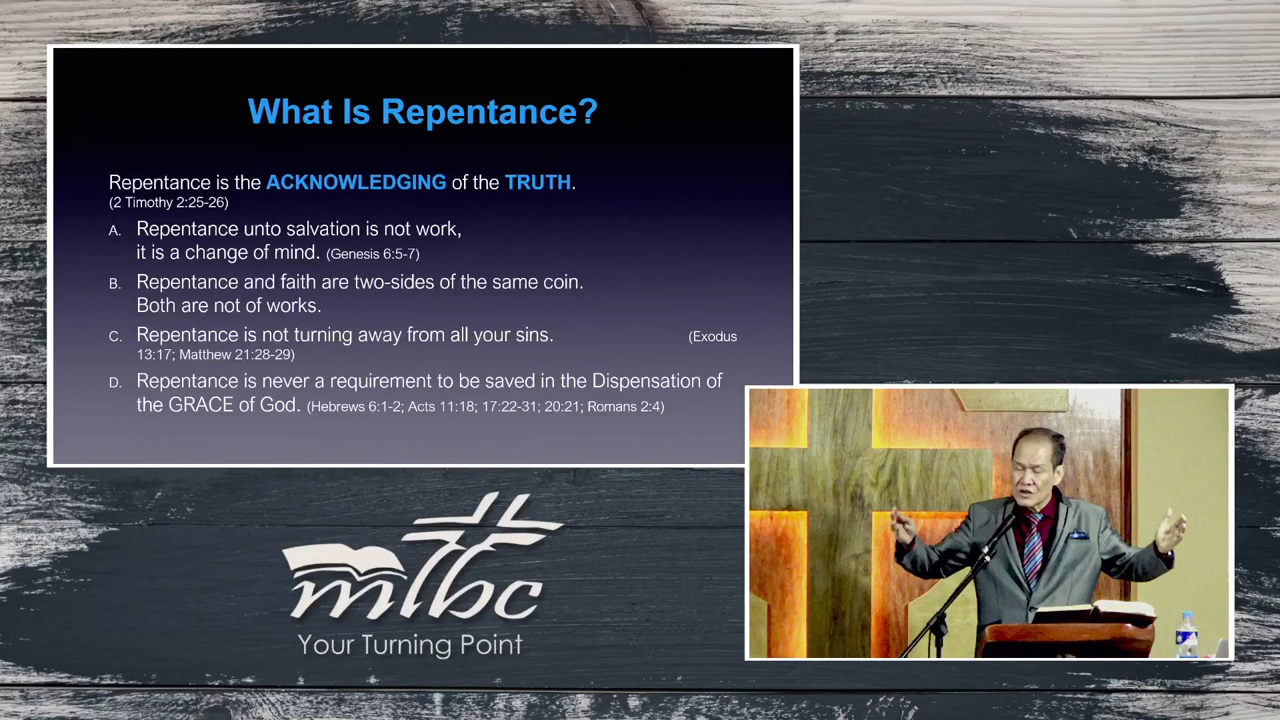 What Is Repentance?
Repentance is the ACKNOWLEDGING of the TRUTH.
(2 Timothy 2:25-26)
A. Repentance unto salvation is not work,
it is a change of mind. (Genesis 6:5-7)
B. Repentance and faith are two-sides of the same coin.
Both are not of works.
C. Repentance is not turning away from all your sins. (Exodus
13:17; Matthew 21:28-29)
D. Repentance is never a requirement to be saved in the Dispensation of
the GRACE of God. (Hebrews 6:1-2; Acts 11:18; 17:22-31; 20:21; Romans 2:4)
mlbc
Your Turning Point